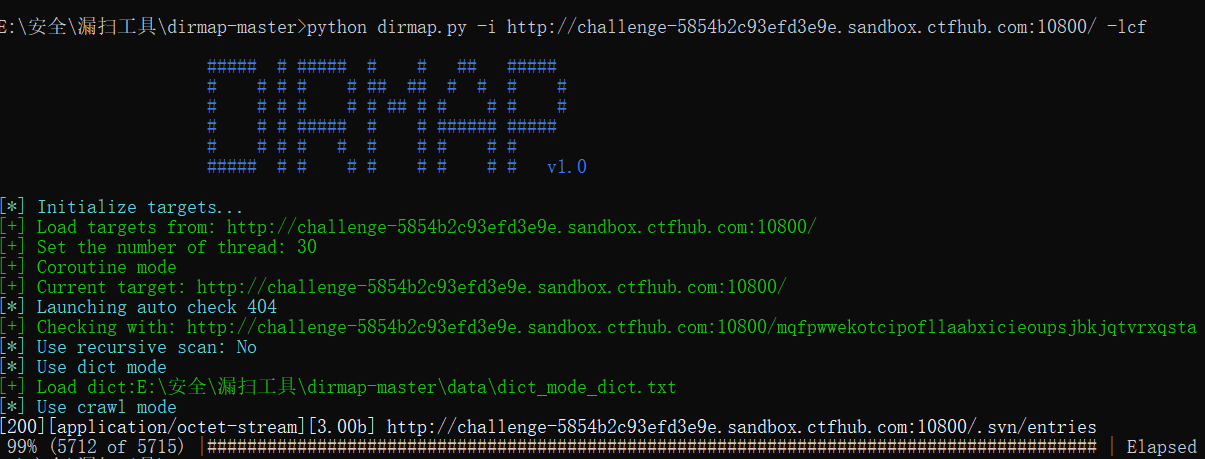 E:\安全\漏扫工具\dirmap-master>python dirmap.py -i http://challenge-5854b2c93efd3e9e.sandbox.ctfhub.com:10800/ -lcf
##### # ##### # # ## #####
# # # # # ## ## # # # #
# # # # # # ## # # # # #
# # # ##### # # ###### #####
# # # # # # # # # #
##### # # # # # # # # v1.0
[*] Initialize targets...
[+] Load targets from: http://challenge-5854b2c93efd3e9e.sandbox.ctfhub.com:10800/
[+] Set the number of thread: 30
[+] Coroutine mode
[+] Current target: http://challenge-5854b2c93efd3e9e.sandbox.ctfhub.com:10800/
[*] Launching auto check 404
[+] Checking with: http://challenge-5854b2c93efd3e9e.sandbox.ctfhub.com:10800/mqfpwwekotcipofllaabxicieoupsjbkjqtvrxqsta
[*] Use recursive scan: No
[*] Use dict mode
[+] Load dict:E:\安全\漏扫工具\dirmap-master\data\dict_mode_dict.txt
[*] Use crawl mode
[200][application/octet-stream][3.00b] http://challenge-5854b2c93efd3e9e.sandbox.ctfhub.com:10800/.svn/entries
99% (5712 of 5715) |######################################################################################### | Elapsed